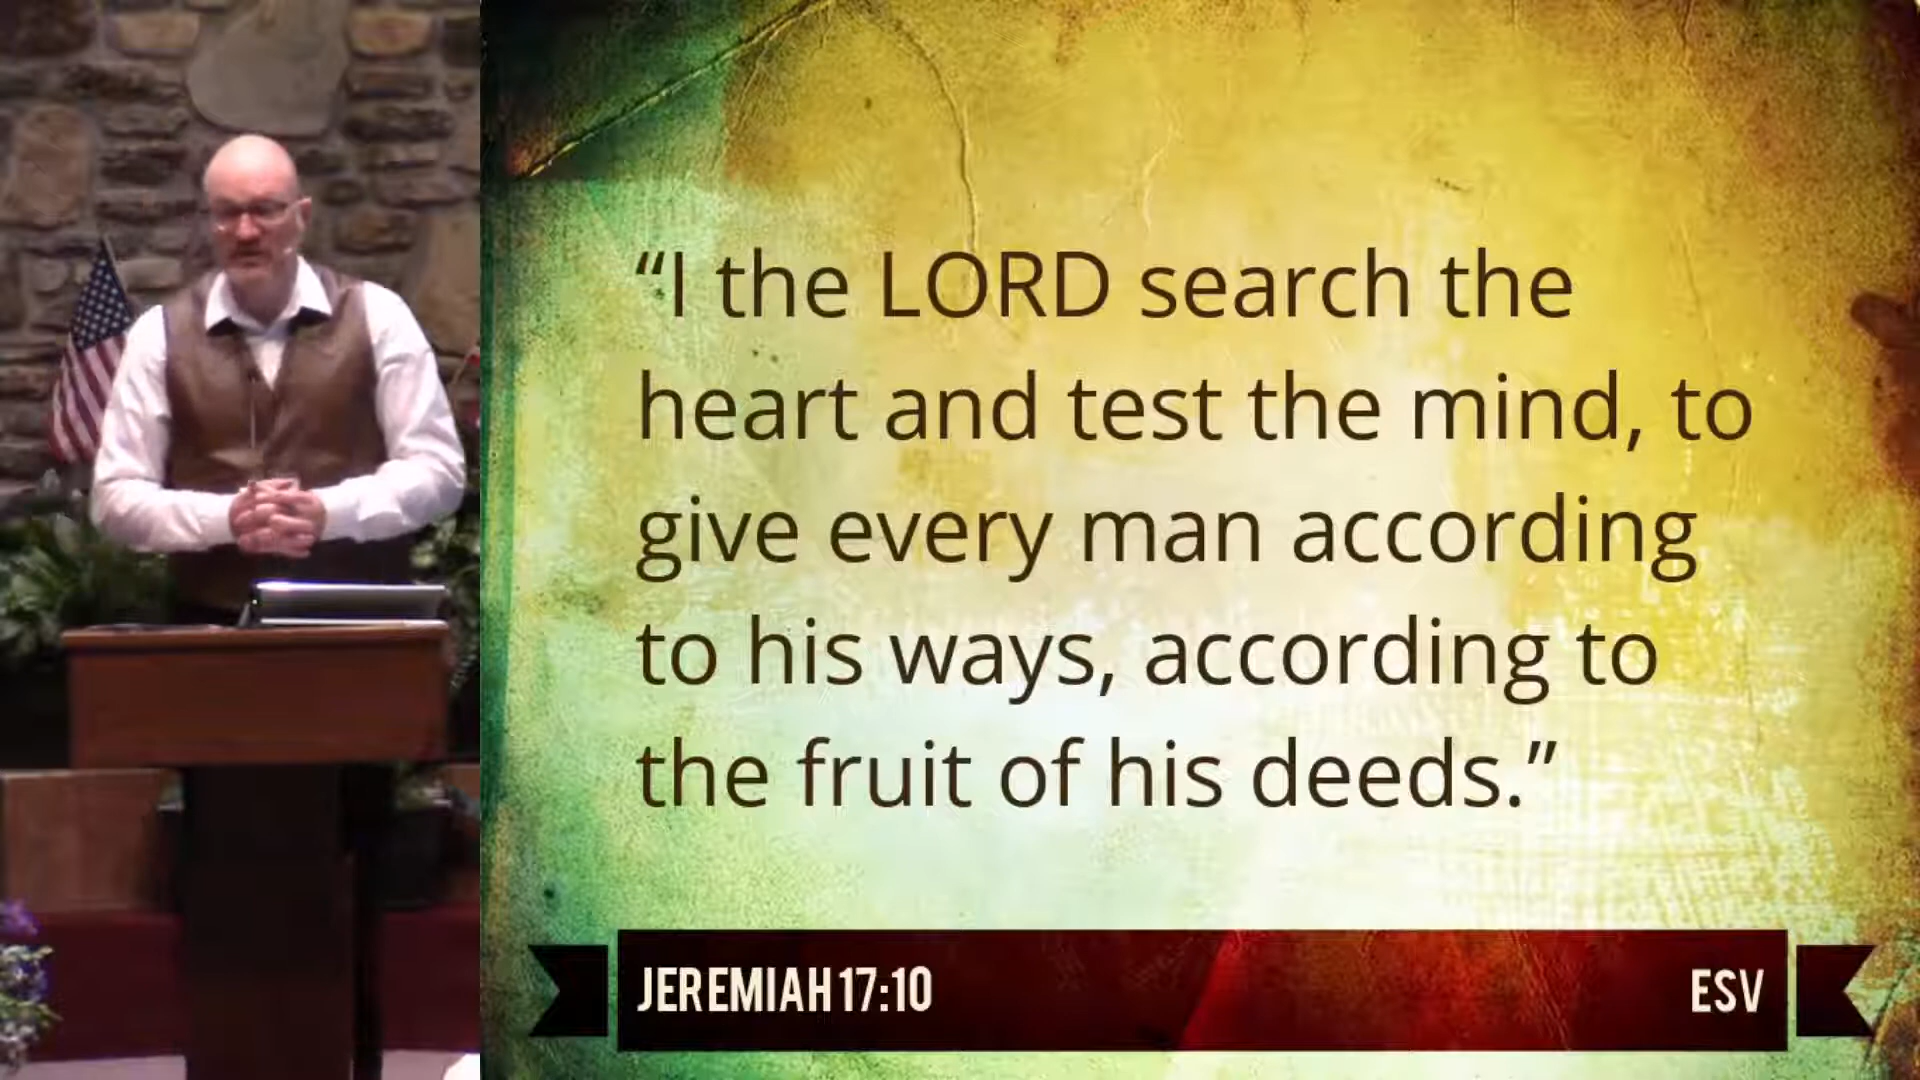 “I the LORD search the
heart and test the mind, to
give every man according
to his ways, according to
the fruit of his deeds.”
JEREMIAH 17:10
ESV